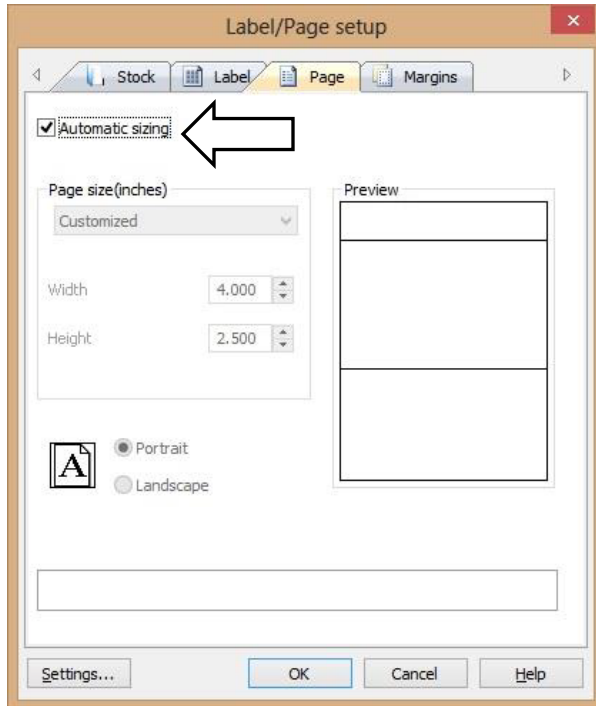 Label/Page setup
Stock Label Page Margins
Automatic sizing
Page size(inches) Preview
Customized
Width 4.000
Height 2.500
A Portrait
Landscape
Settings... OK Cancel Help